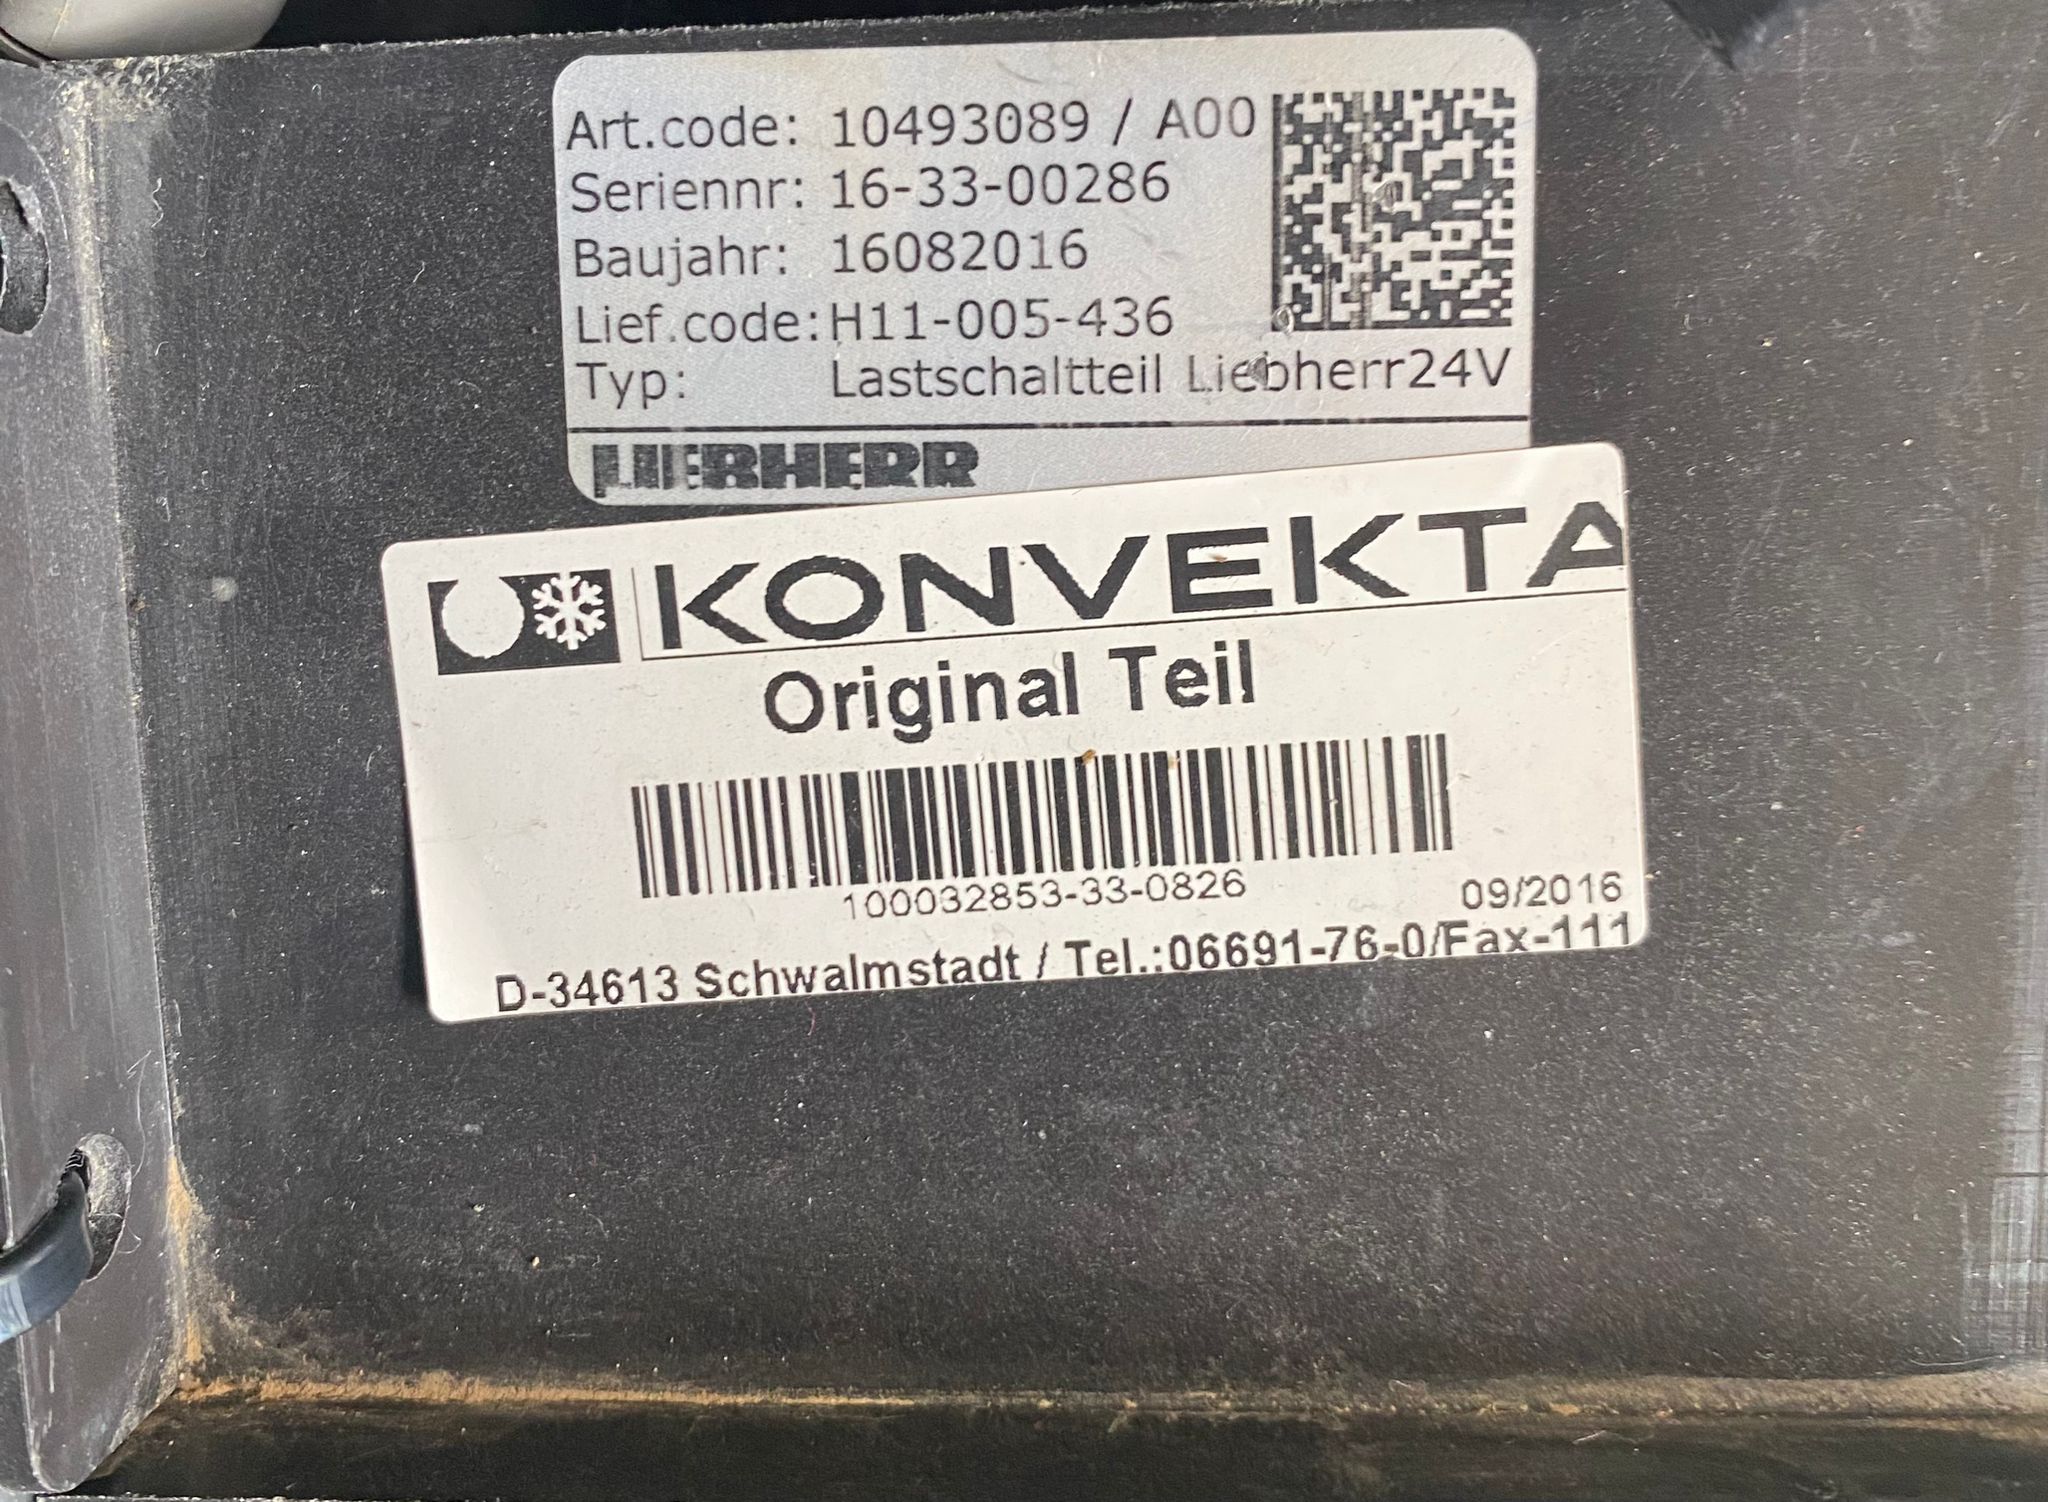 Art.code: 10493089 / A00
Seriennr: 16-33-00286
Baujahr: 16082016
Lief.code: H11-005-436
Typ: Lastschaltteil Liebherr24V
LIEBHERR
KONVEKTA
Original Teil
100032853-33-0826
09/2016
D-34613 Schwalmstadt / Tel.:06691-76-0/Fax-111